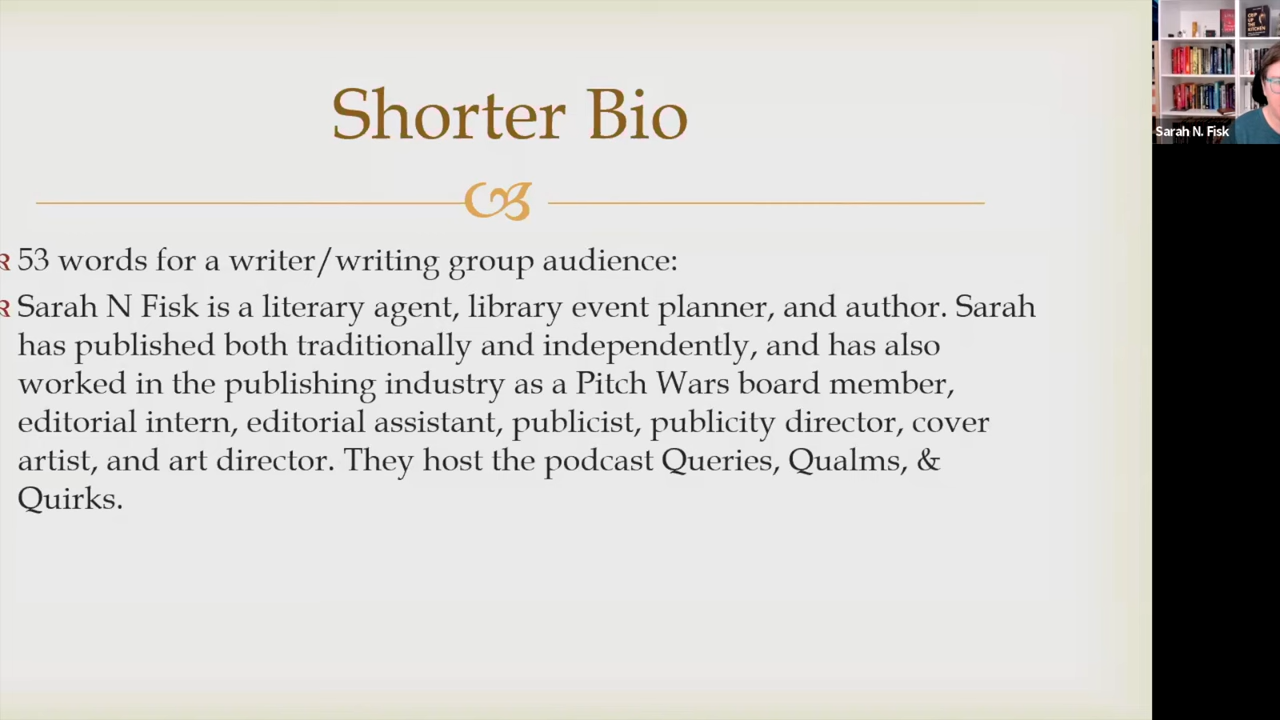 Shorter Bio
53 words for a writer/writing group audience:
Sarah N Fisk is a literary agent, library event planner, and author. Sarah
has published both traditionally and independently, and has also
worked in the publishing industry as a Pitch Wars board member,
editorial intern, editorial assistant, publicist, publicity director, cover
artist, and art director. They host the podcast Queries, Qualms, &
Quirks.
Sarah N. Fisk